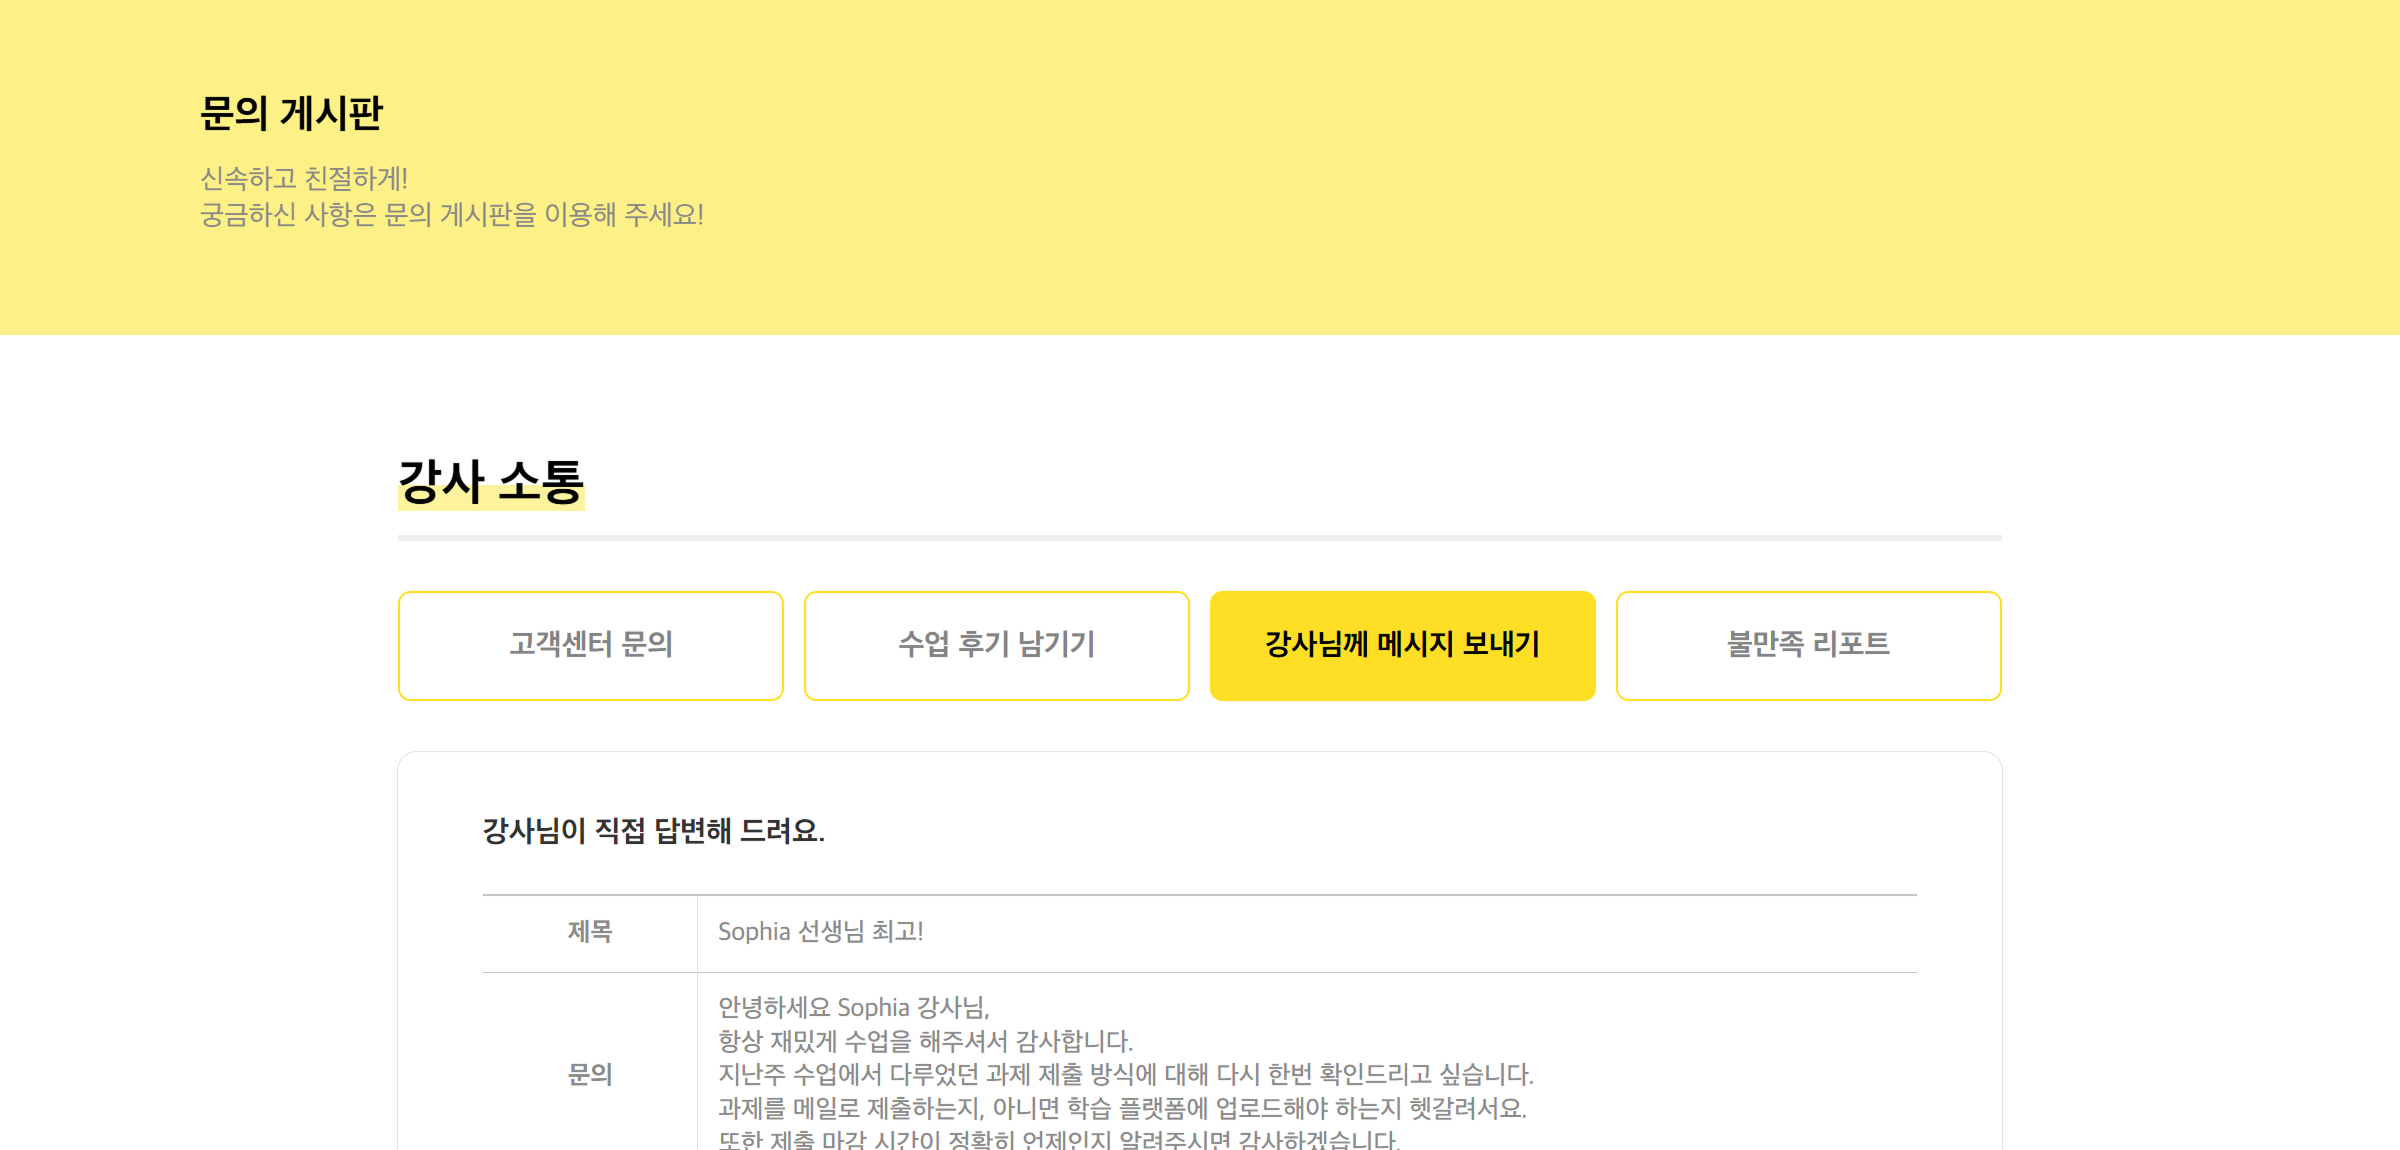 문의 게시판
신속하고 친절하게!
궁금하신 사항은 문의 게시판을 이용해 주세요!
강사 소통
고객센터 문의
수업 후기 남기기
강사님께 메시지 보내기
불만족 리포트
강사님이 직접 답변해 드려요.
제목
Sophia 선생님 최고!
문의
안녕하세요 Sophia 강사님,
항상 재밌게 수업을 해주셔서 감사합니다.
지난주 수업에서 다루었던 과제 제출 방식에 대해 다시 한번 확인드리고 싶습니다.
과제를 메일로 제출하는지, 아니면 학습 플랫폼에 업로드해야 하는지 헷갈려서요.
또한 제출 마감 시간이 정확히 언제인지 알려주시면 감사하겠습니다.